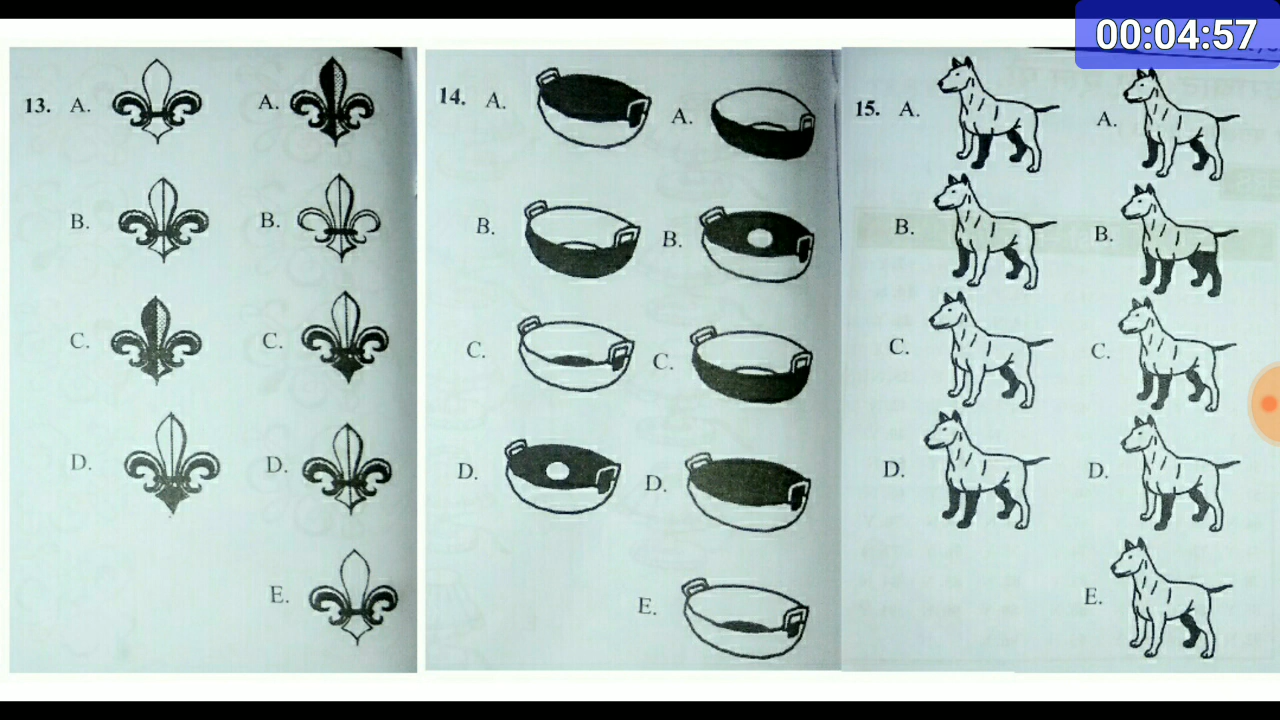 00:04:57
13. A. A.
B. B.
C. C.
D. D.
E.
14. A. A.
B. B.
C. C.
D. D.
E.
15. A. A.
B. B.
C. C.
D. D.
E.